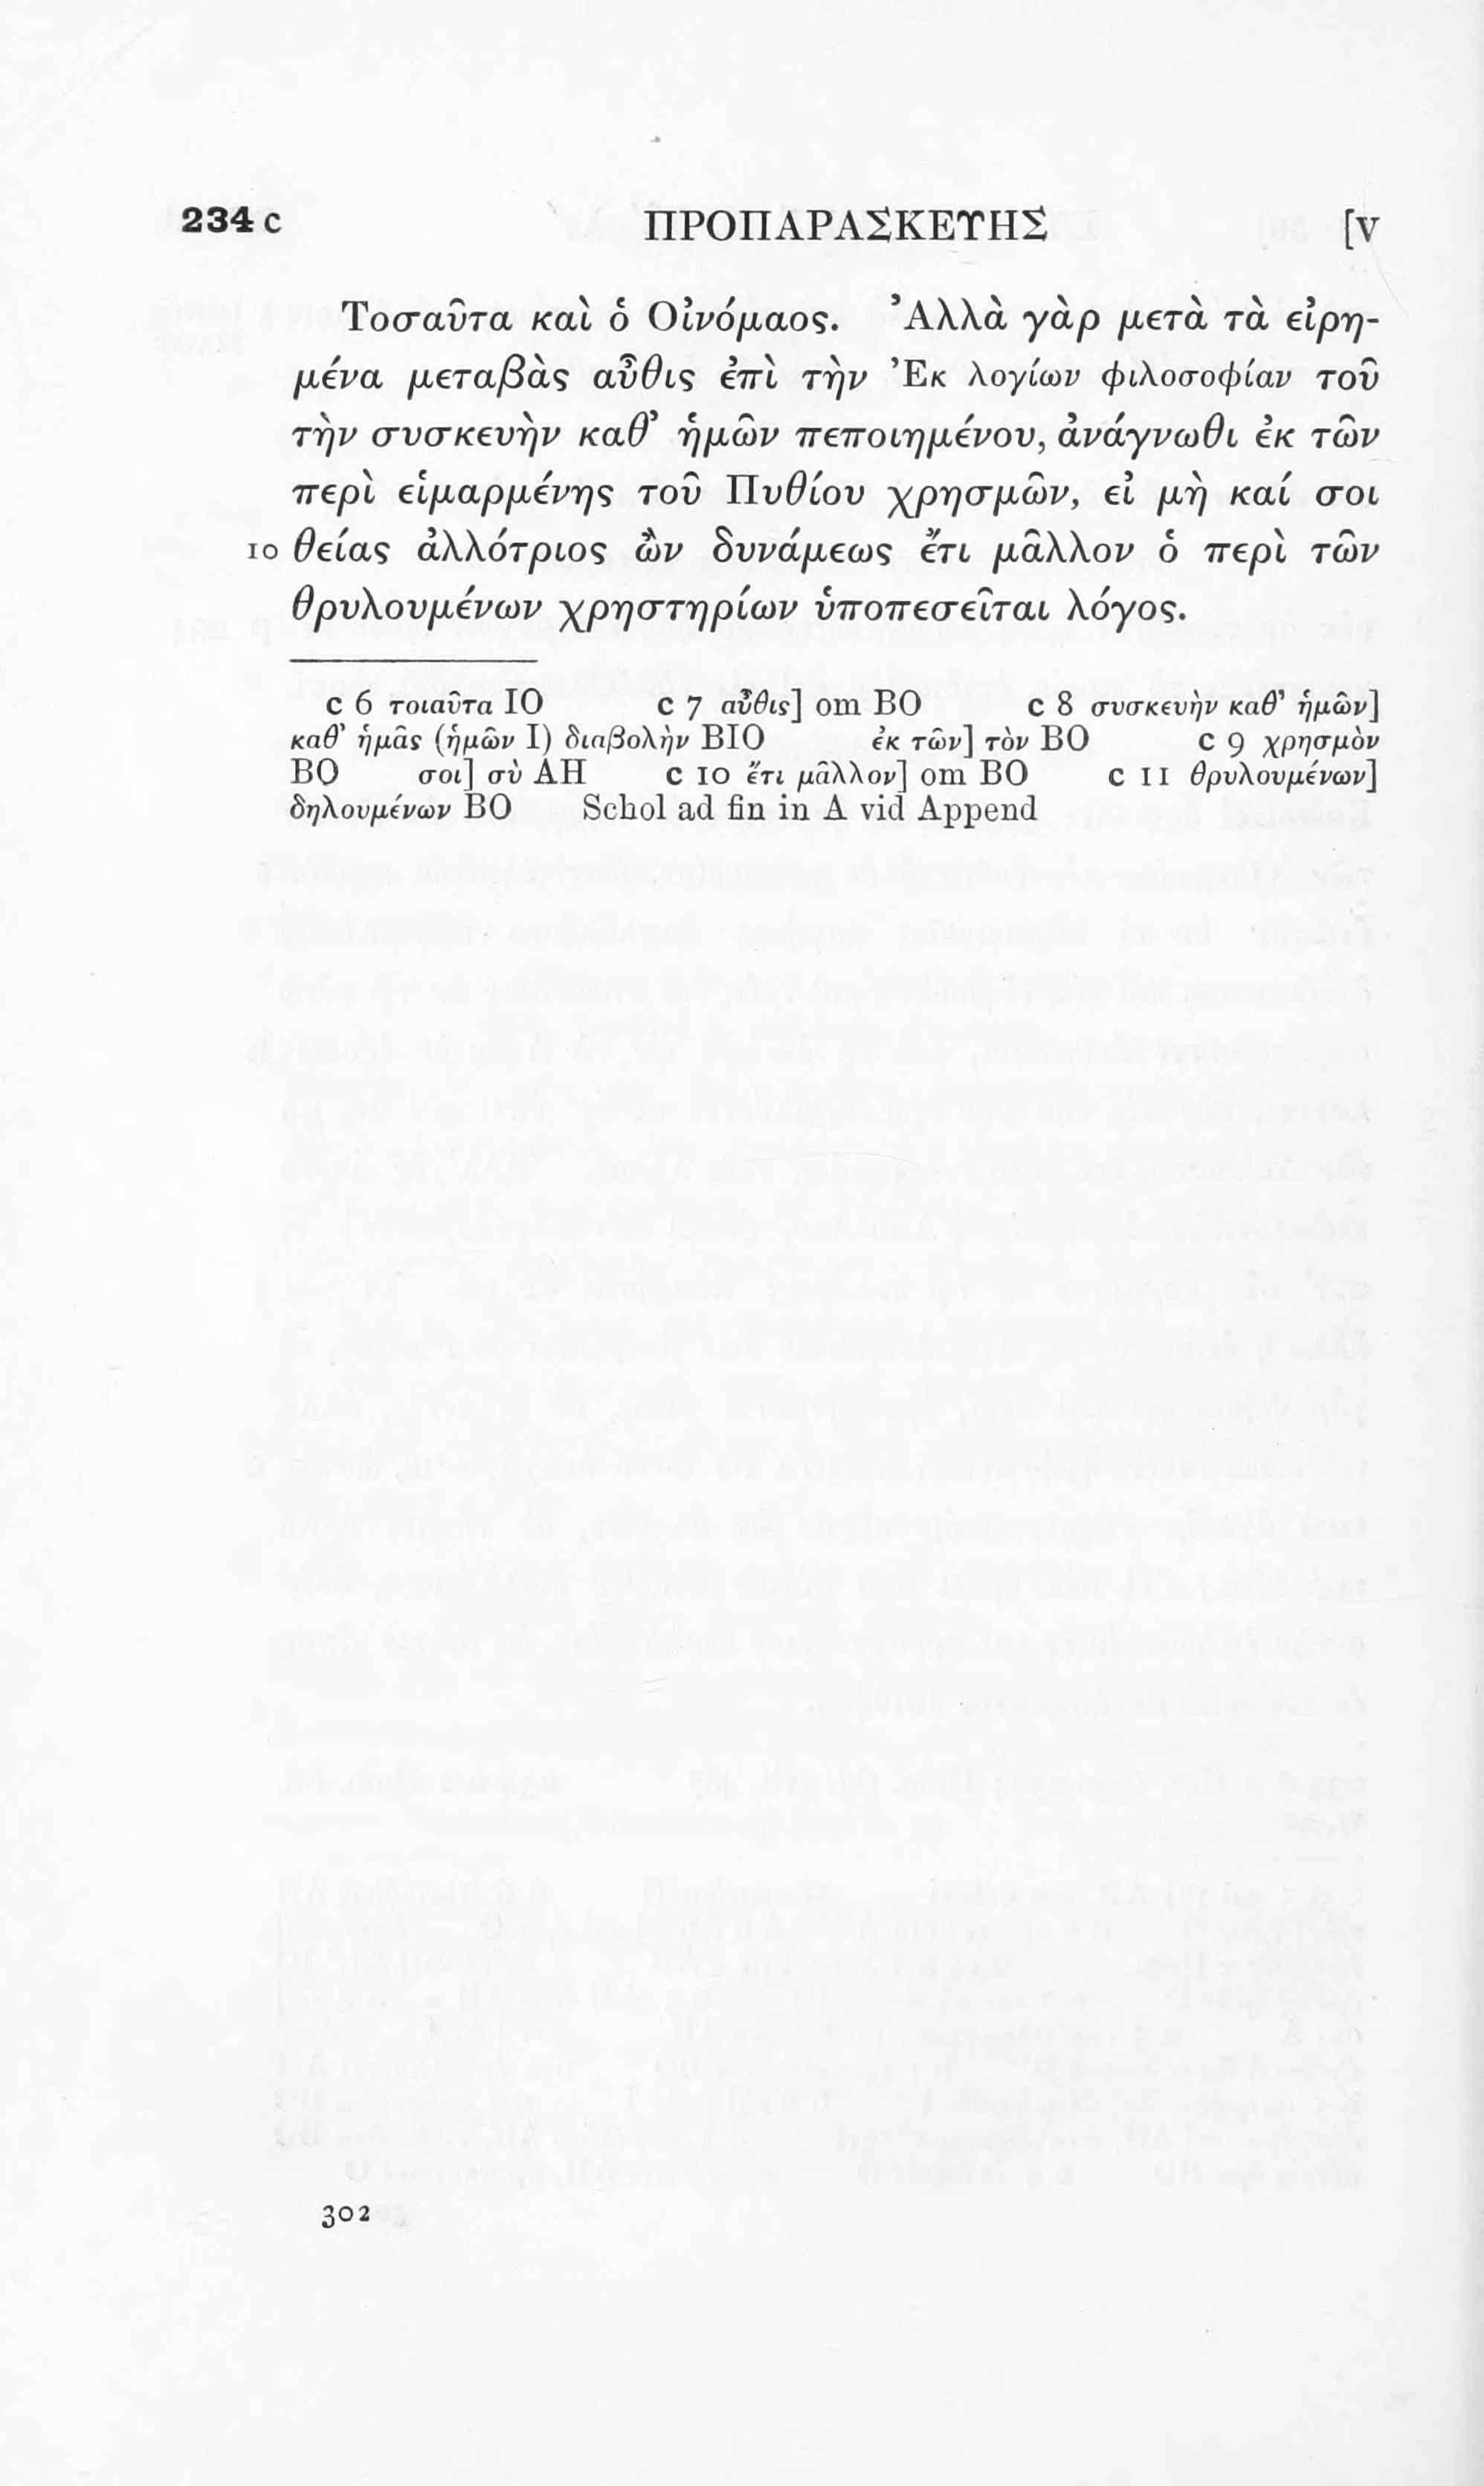 234 c ΠΡΟΠΑΡΑΣΚΕΥΗΣ [V
Τοσαῦτα καὶ ὁ Οἰνόμαος. Ἀλλὰ γὰρ μετὰ τὰ εἰρη-
μένα μεταβὰς αὖθις ἐπὶ τὴν Ἐκ λογίων φιλοσοφίαν τοῦ
τὴν συσκευὴν καθ’ ἡμῶν πεποιημένου, ἀνάγνωθι ἐκ τῶν
περὶ εἱμαρμένης τοῦ Πυθίου χρησμῶν, εἰ μὴ καί σοι
10 θείας ἀλλότριος ὢν δυνάμεως ἔτι μᾶλλον ὁ περὶ τῶν
θρυλουμένων χρηστηρίων ὑποπεσεῖται λόγος.
c 6 τοιαῦτα IO c 7 αὖθις] om BO c 8 συσκευὴν καθ’ ἡμῶν]
καθ’ ἡμᾶς (ἡμῶν I) διαβολὴν BIO ἐκ τῶν] τὸν BO c 9 χρησμὸν
BO σοι] σὺ AH c 10 ἔτι μᾶλλον] om BO c 11 θρυλουμένων]
δηλουμένων BO Schol ad fin in A vid Append
302